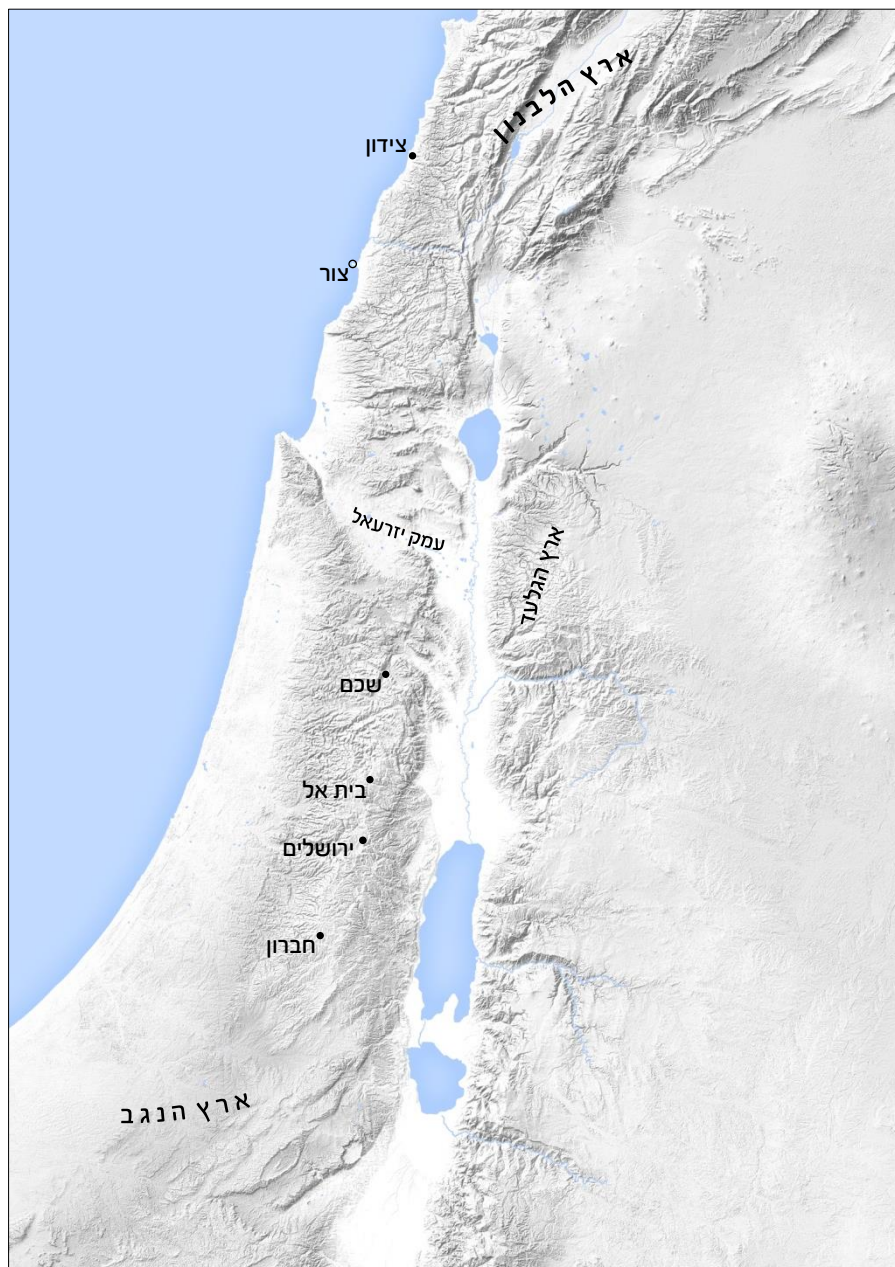 ארץ הלבנון
צידון
צור
עמק יזרעאל
ארץ הגלעד
שכם
בית אל
ירושלים
חברון
ארץ הנגב